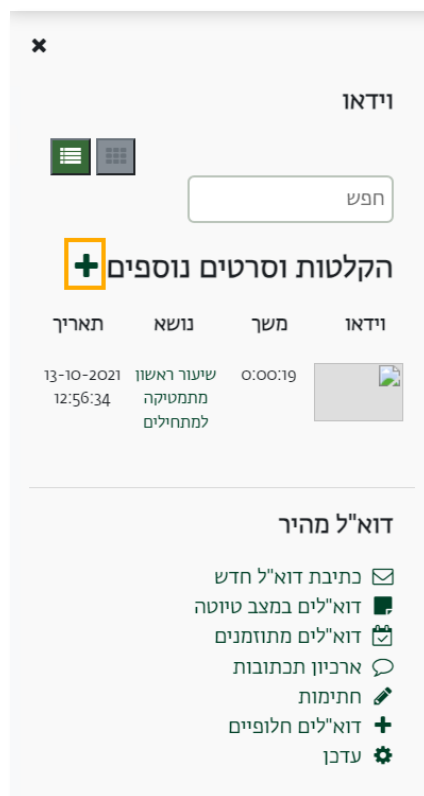 וידאו
חפש
הקלטות וסרטים נוספים
וידאו משך נושא תאריך
0:00:19 שיעור ראשון 13-10-2021
מתמטיקה 12:56:34
למתחילים
דוא"ל מהיר
כתיבת דוא"ל חדש
דוא"לים במצב טיוטה
דוא"לים מתוזמנים
ארכיון תכתובות
חתימות
דוא"לים חלופיים
עדכן